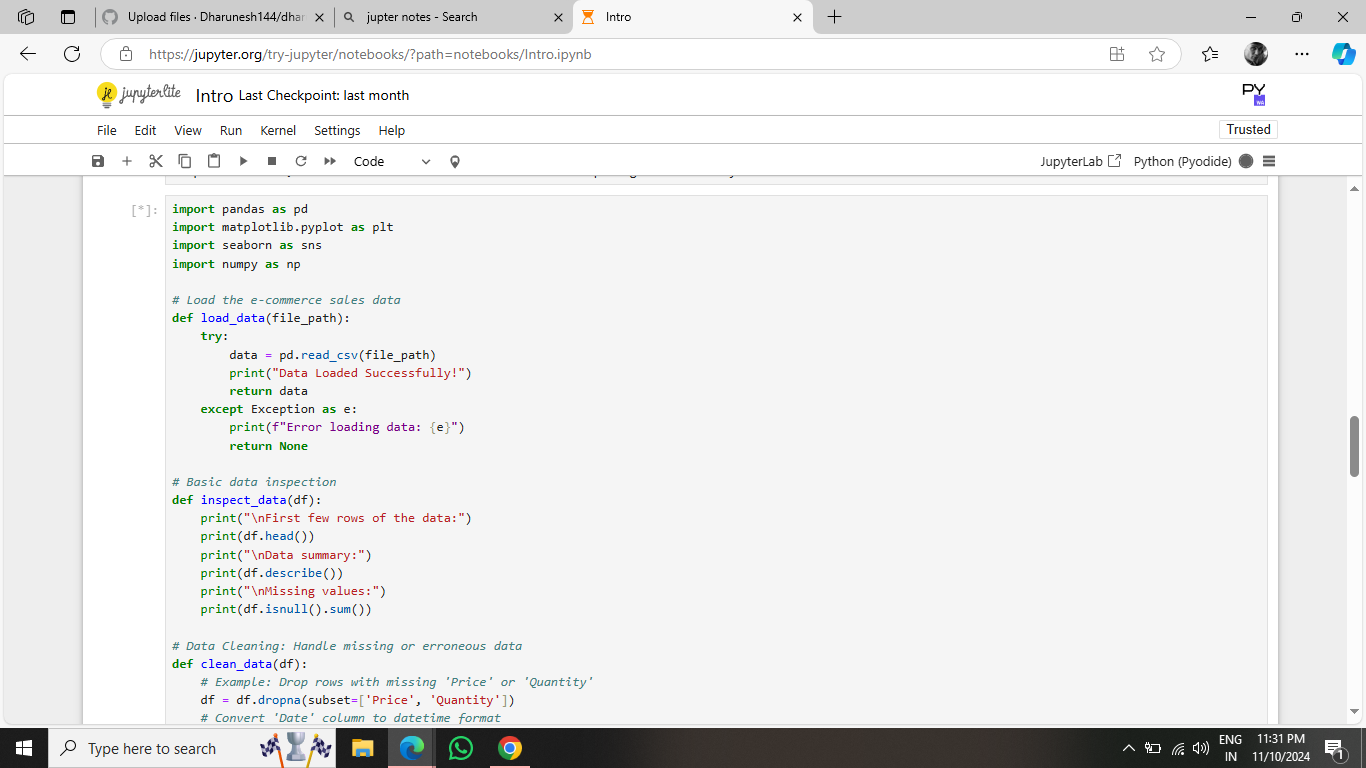 Upload files · Dharunesh144/dhar
jupter notes - Search
Intro
https://jupyter.org/try-jupyter/notebooks/?path=notebooks/Intro.ipynb
jupyterlite Intro Last Checkpoint: last month
PY
File Edit View Run Kernel Settings Help
Trusted
Code
JupyterLab Python (Pyodide)
[*]:
import pandas as pd
import matplotlib.pyplot as plt
import seaborn as sns
import numpy as np
# Load the e-commerce sales data
def load_data(file_path):
try:
data = pd.read_csv(file_path)
print("Data Loaded Successfully!")
return data
except Exception as e:
print(f"Error loading data: {e}")
return None
# Basic data inspection
def inspect_data(df):
print("\nFirst few rows of the data:")
print(df.head())
print("\nData summary:")
print(df.describe())
print("\nMissing values:")
print(df.isnull().sum())
# Data Cleaning: Handle missing or erroneous data
def clean_data(df):
# Example: Drop rows with missing 'Price' or 'Quantity'
df = df.dropna(subset=['Price', 'Quantity'])
# Convert 'Date' column to datetime format
Type here to search
ENG
IN
11:31 PM
11/10/2024
1